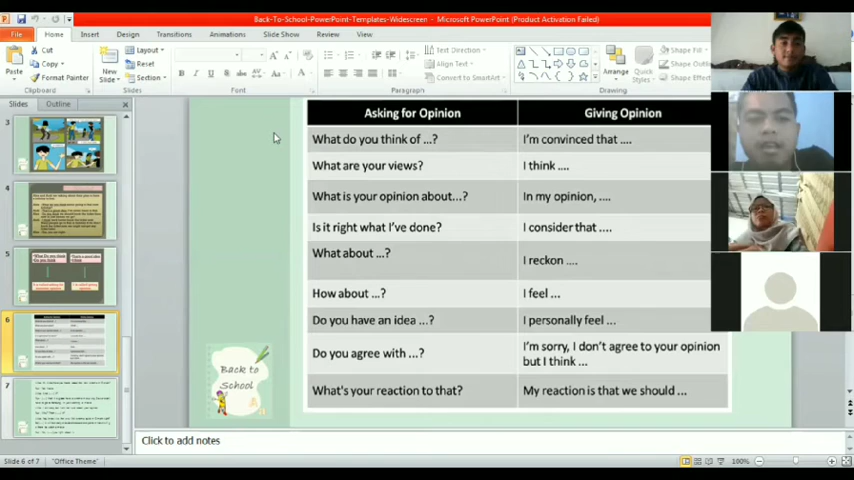 Back-To-School-PowerPoint-Templates-Widescreen - Microsoft PowerPoint (Product Activation Failed)
File Home Insert Design Transitions Animations Slide Show Review View
Cut
Copy
Format Painter
Paste
New
Slide
Layout
Reset
Section
Text Direction
Align Text
Convert to SmartArt
Arrange
Quick
Styles
Shape Fill
Shape Ou
Shape Effe
Clipboard Slides Font Paragraph Drawing
Slides Outline
3
4
5
6
7
Asking for Opinion Giving Opinion
What do you think of ...? I'm convinced that ....
What are your views? I think ....
What is your opinion about...? In my opinion, ....
Is it right what I've done? I consider that ....
What about ...? I reckon ....
How about ...? I feel ...
Do you have an idea ...? I personally feel ...
Do you agree with ...? I'm sorry, I don't agree to your opinion
but I think ...
What's your reaction to that? My reaction is that we should ...
Back to
School
Click to add notes
Slide 6 of 7 "Office Theme" 100%